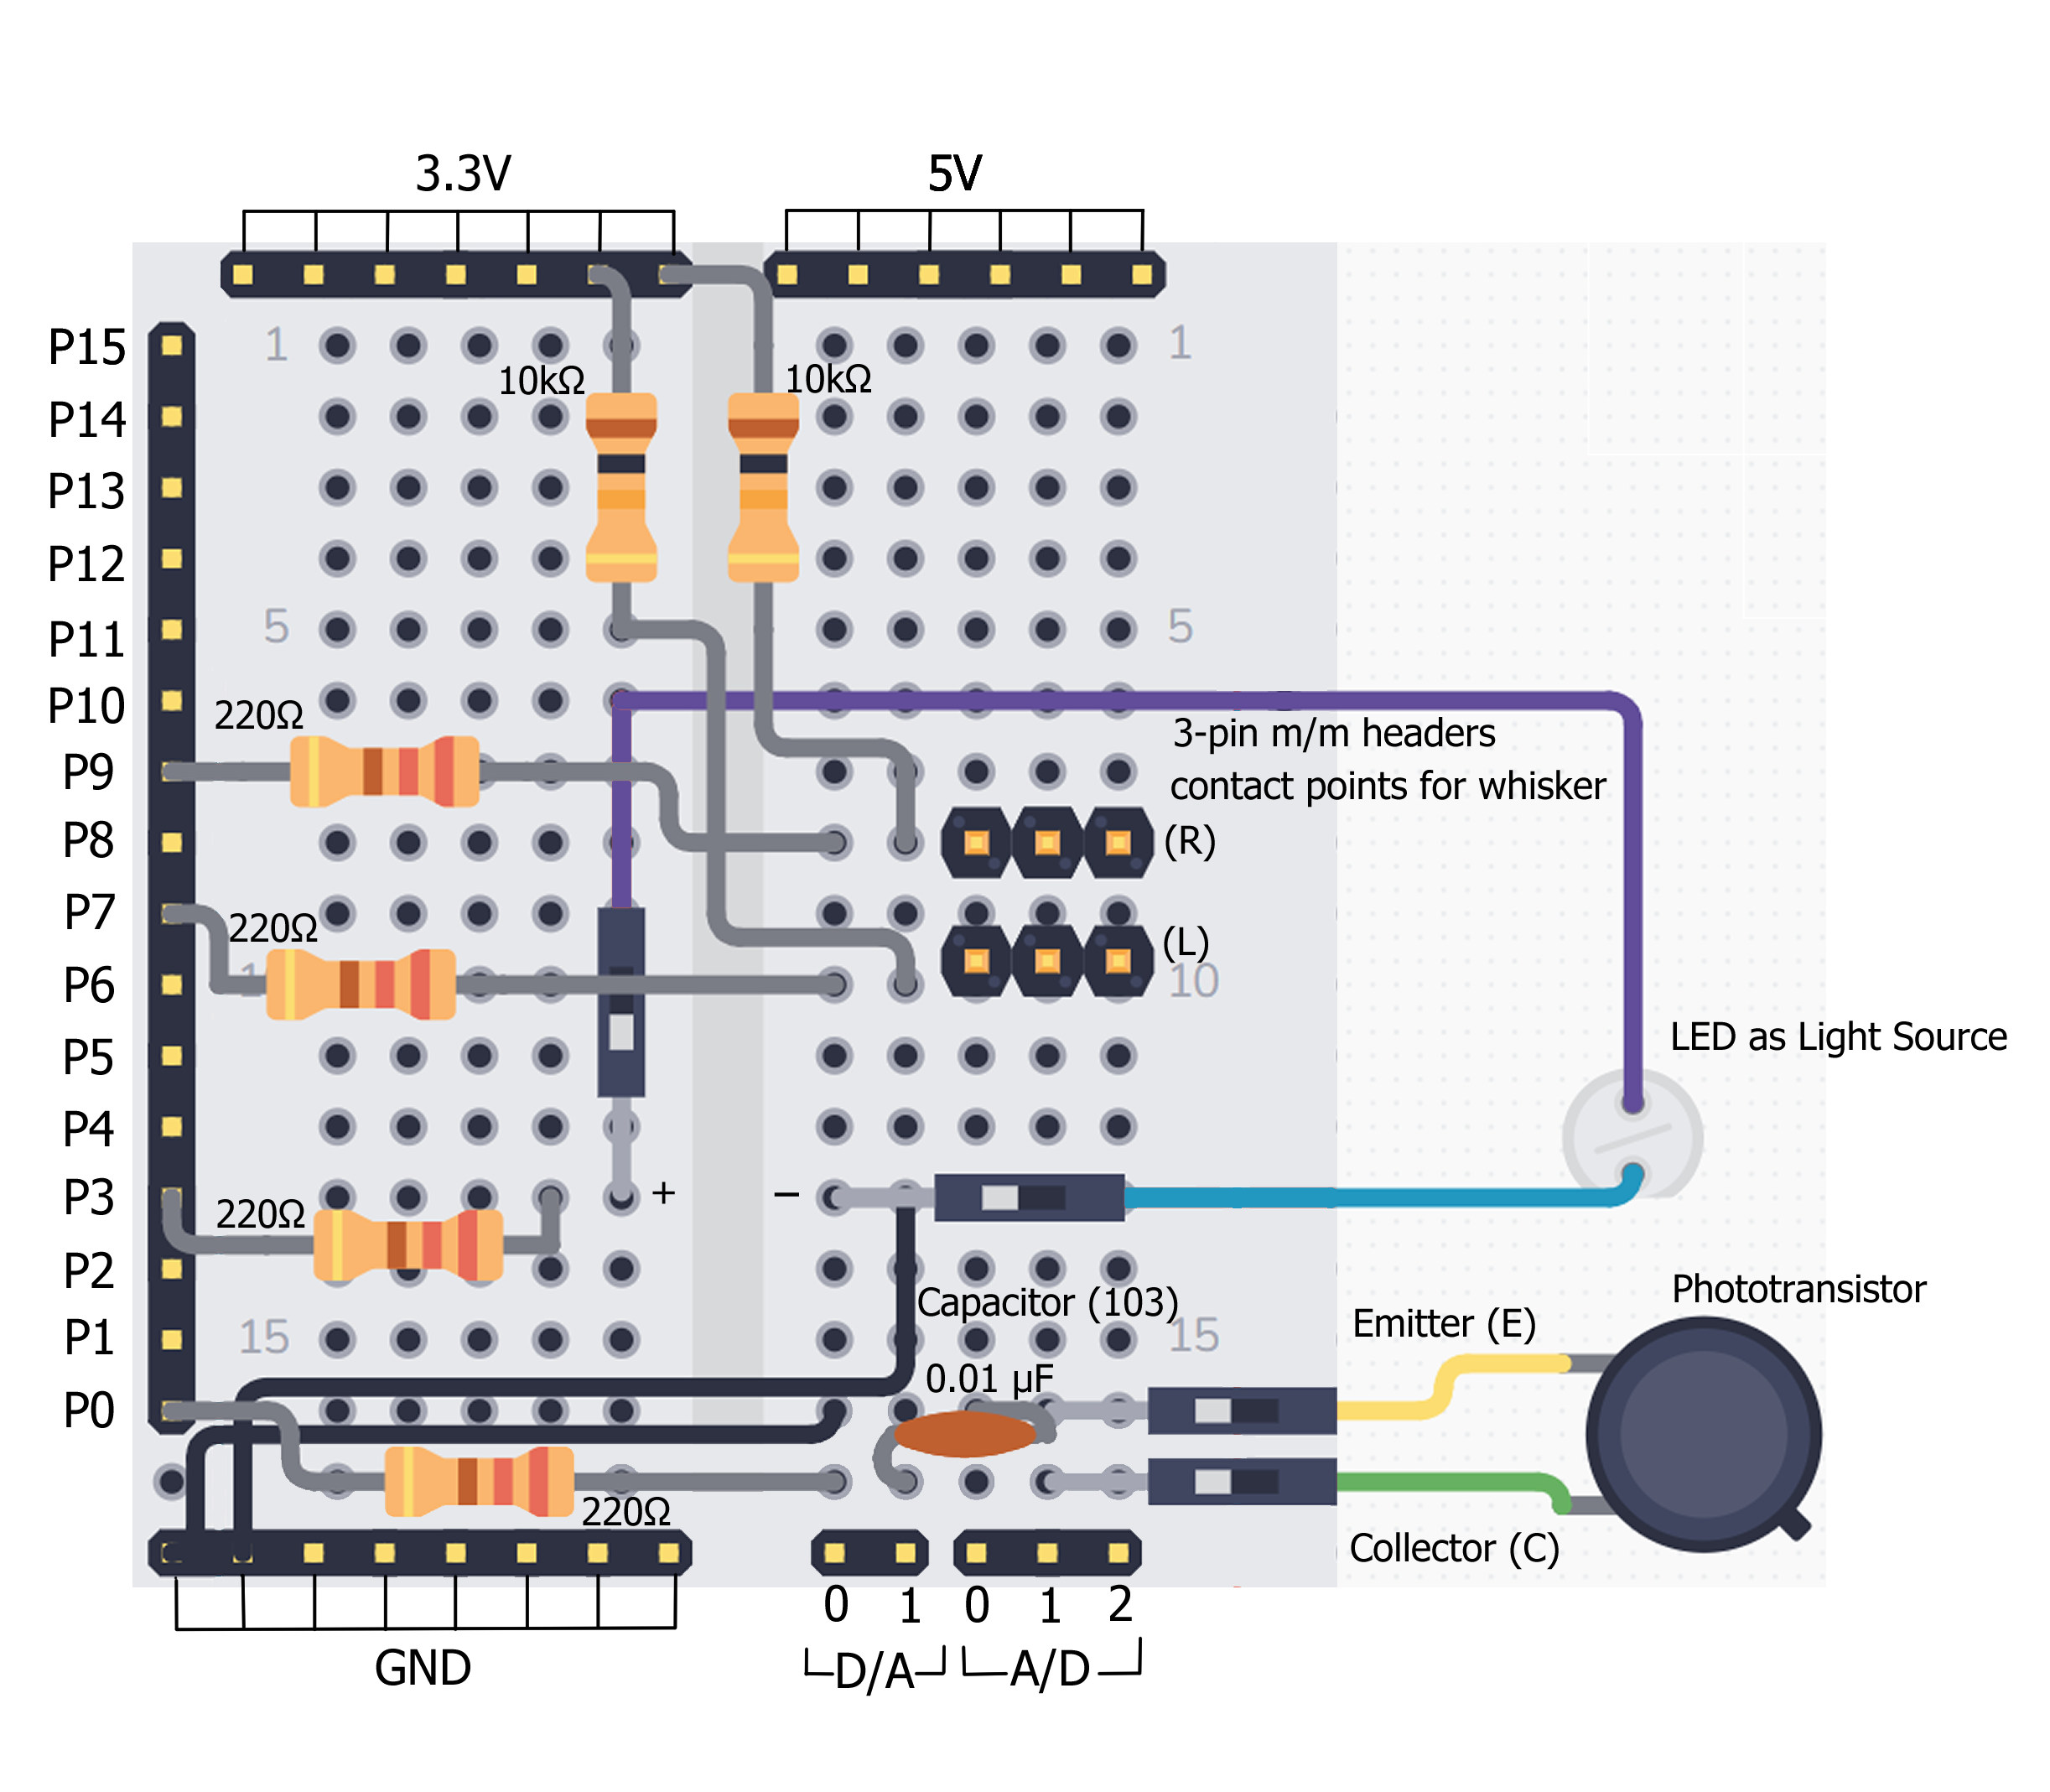 3.3V
5V
P15
1
1
10kΩ
10kΩ
P14
P13
P12
P11
5
5
P10
220Ω
3-pin m/m headers
P9
contact points for whisker
P8
(R)
P7
220Ω
(L)
P6
1
10
P5
LED as Light Source
P4
P3
220Ω
+
−
P2
Capacitor (103)
Phototransistor
P1
15
15
Emitter (E)
0.01 µF
P0
220Ω
Collector (C)
0
1
0
1
2
GND
D/A
A/D